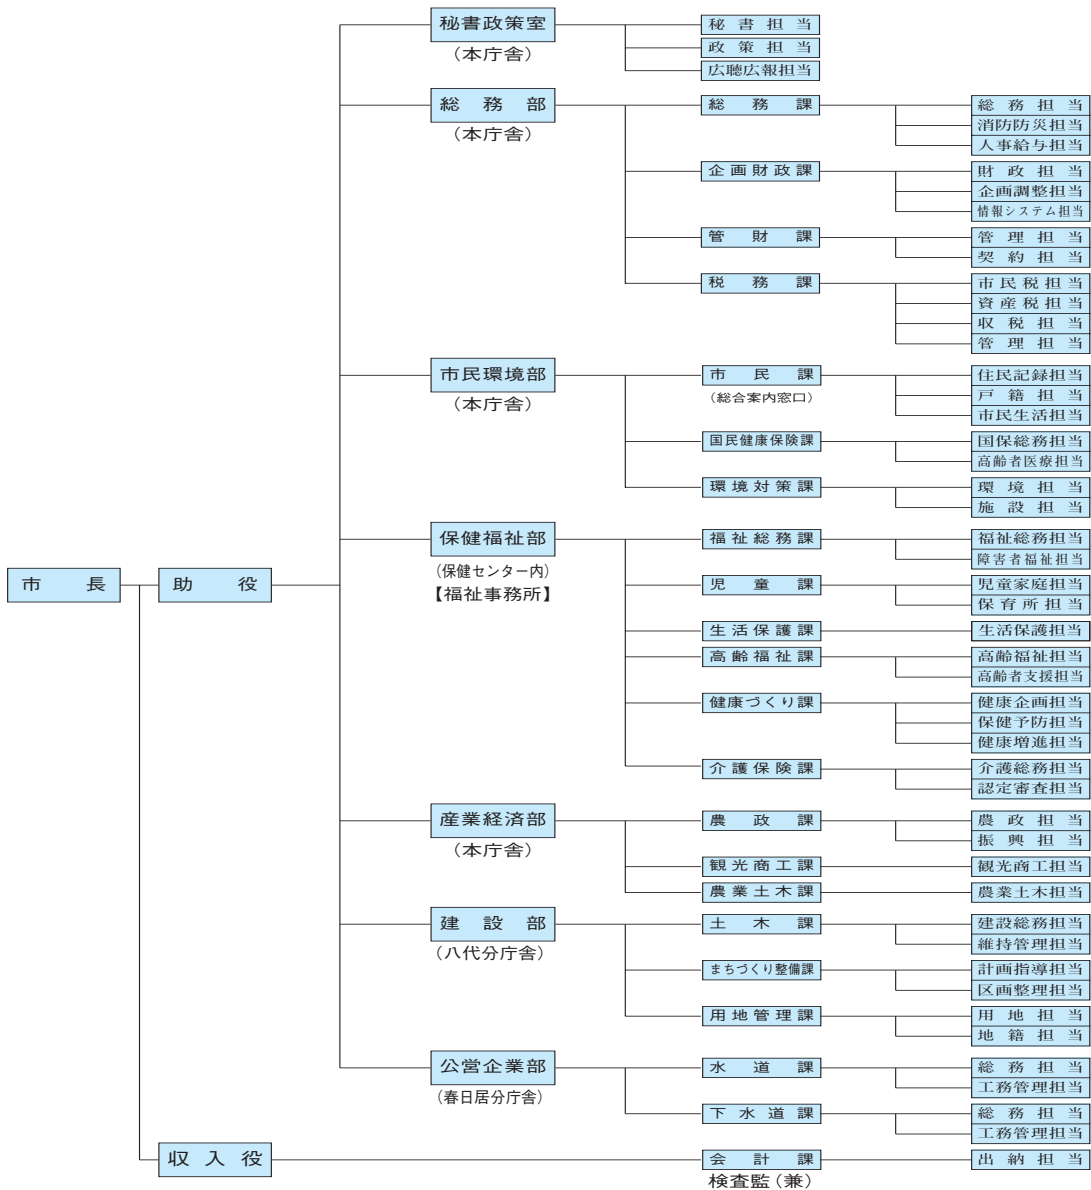 市長
助役
秘書政策室
(本庁舎)
秘書担当
政策担当
広聴広報担当
総務部
(本庁舎)
総務課
総務担当
消防防災担当
人事給与担当
企画財政課
財政担当
企画調整担当
情報システム担当
管財課
管理担当
契約担当
税務課
市民税担当
資産税担当
収税担当
管理担当
市民環境部
(本庁舎)
市民課
(総合案内窓口)
住民記録担当
戸籍担当
市民生活担当
国民健康保険課
国保総務担当
高齢者医療担当
環境対策課
環境担当
施設担当
保健福祉部
(保健センター内)
【福祉事務所】
福祉総務課
福祉総務担当
障害者福祉担当
児童課
児童家庭担当
保育所担当
生活保護課
生活保護担当
高齢福祉課
高齢福祉担当
高齢者支援担当
健康づくり課
健康企画担当
保健予防担当
健康増進担当
介護保険課
介護総務担当
認定審査担当
産業経済部
(本庁舎)
農政課
農政担当
振興担当
観光商工課
観光商工担当
農業土木課
農業土木担当
建設部
(八代分庁舎)
土木課
建設総務担当
維持管理担当
まちづくり整備課
計画指導担当
区画整理担当
用地管理課
用地担当
地籍担当
公営企業部
(春日居分庁舎)
水道課
総務担当
工務管理担当
下水道課
総務担当
工務管理担当
収入役
会計課
検査監(兼)
出納担当